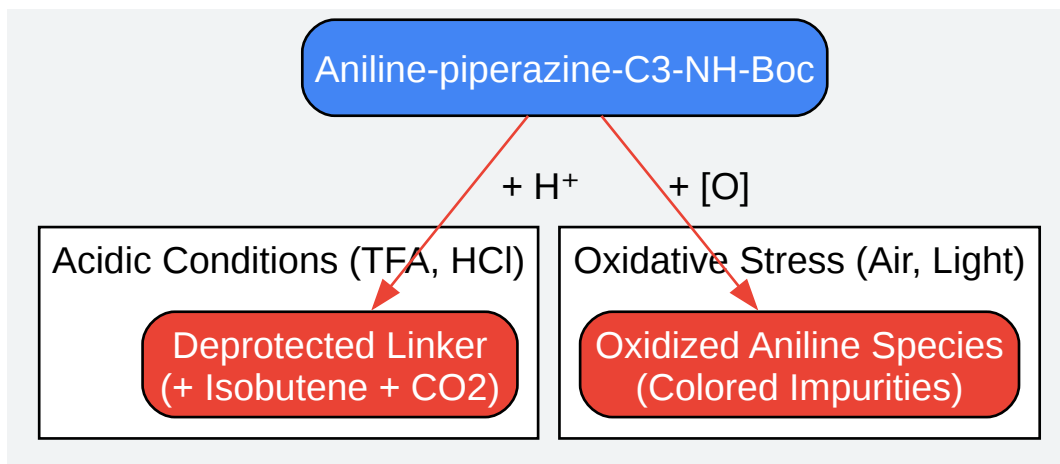 Aniline-piperazine-C3-NH-Boc
+ H⁺
+ [O]
Acidic Conditions (TFA, HCl)
Deprotected Linker
(+ Isobutene + CO2)
Oxidative Stress (Air, Light)
Oxidized Aniline Species
(Colored Impurities)